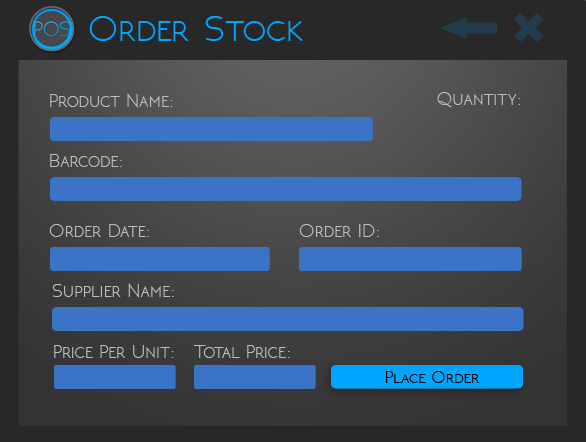 POS Order Stock
Product Name: Quantity:
Barcode:
Order Date: Order ID:
Supplier Name:
Price Per Unit: Total Price:
Place Order